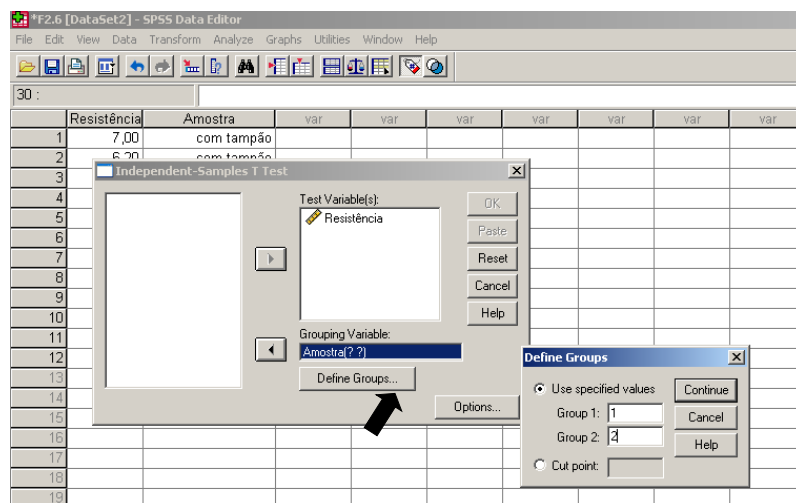 *F2.6 [DataSet2] - SPSS Data Editor
File Edit View Data Transform Analyze Graphs Utilities Window Help
30 :
Resistência Amostra var var var var var var var
1 7,00 com tampão
2 6,20 com tampão
3
4
5
6
7
8
9
10
11
12
13
14
15
16
17
18
19
Independent-Samples T Test
Test Variable(s):
Resistência
OK
Paste
Reset
Cancel
Help
Grouping Variable:
Amostra(? ?)
Define Groups...
Options...
Define Groups
Use specified values
Group 1: 1
Group 2: 2
Cut point:
Continue
Cancel
Help